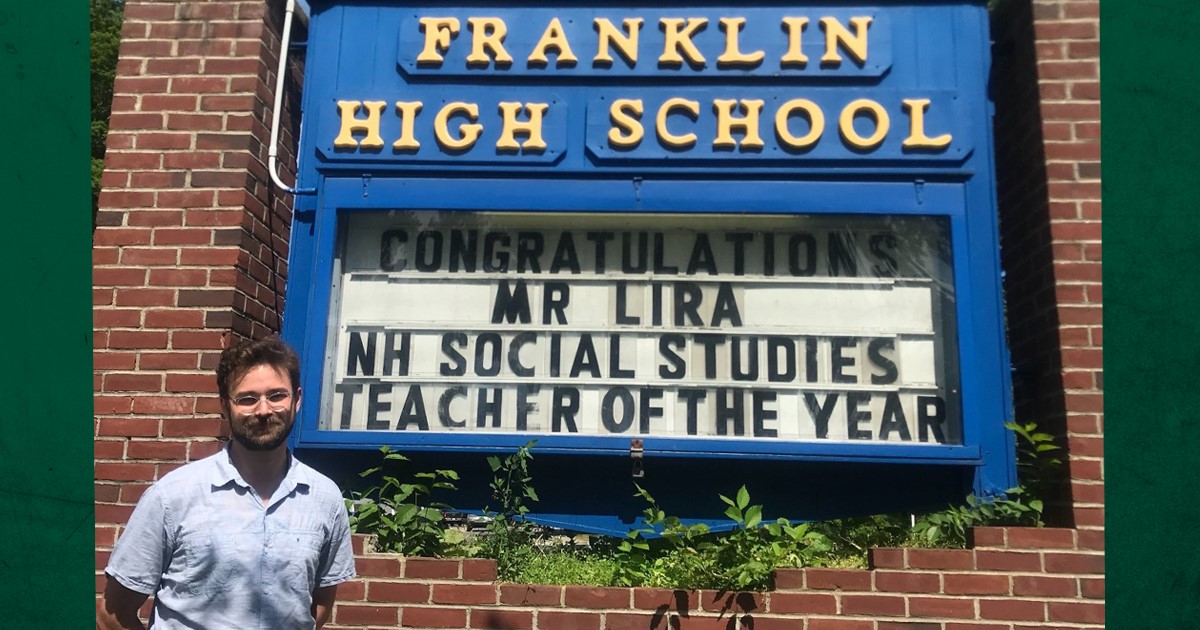 FRANKLIN
HIGH SCHOOL
CONGRATULATIONS
MR LIRA
NH SOCIAL STUDIES
TEACHER OF THE YEAR